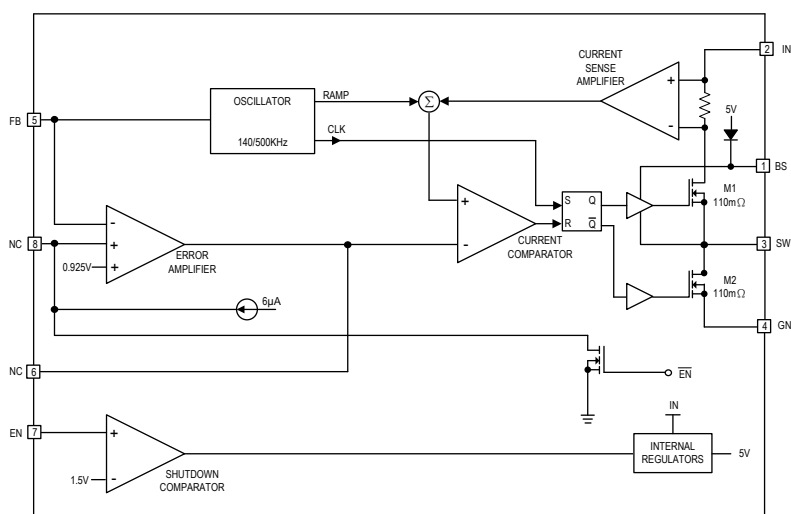 CURRENT
SENSE
AMPLIFIER
+
-
2
IN
OSCILLATOR
140/500KHz
RAMP
CLK
Σ
5V
FB
5
1
BS
M1
110mΩ
+
-
CURRENT
COMPARATOR
S
Q
R
Q̅
-
+
+
0.925V
ERROR
AMPLIFIER
NC
8
3
SW
M2
110mΩ
6µA
4
GN
NC
6
E̅N̅
EN
7
+
-
1.5V
SHUTDOWN
COMPARATOR
IN
INTERNAL
REGULATORS
5V